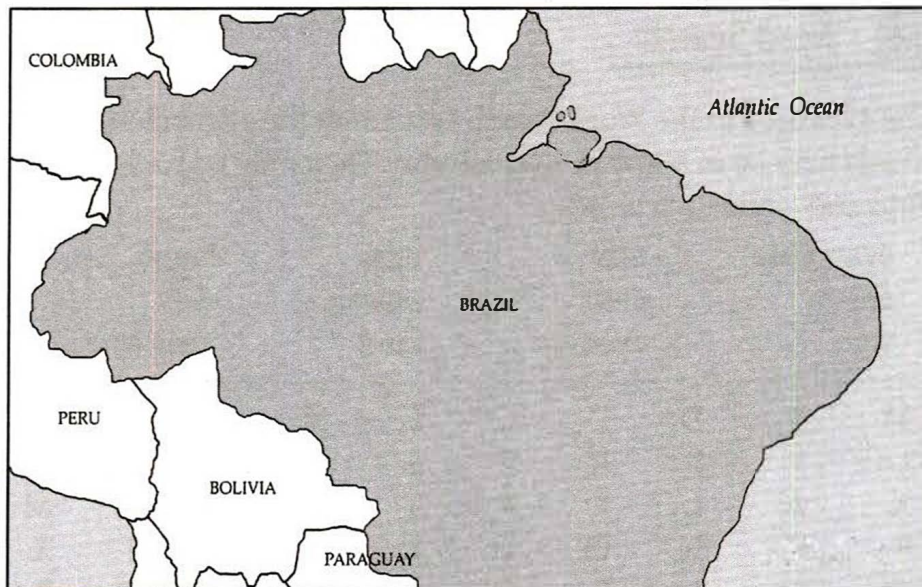 COLOMBIA
Atlantic Ocean
BRAZIL
PERU
BOLIVIA
PARAGUAY